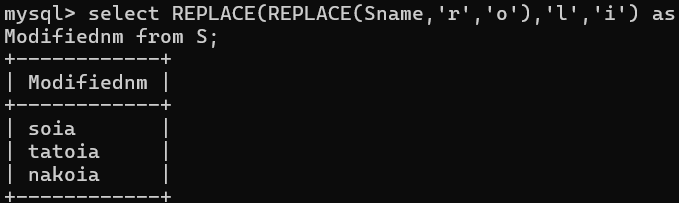 mysql> select REPLACE(REPLACE(Sname,'r','o'),'l','i') as
Modifiednm from S;
+------------+
| Modifiednm |
+------------+
| soia       |
| tatoia     |
| nakoia     |
+------------+